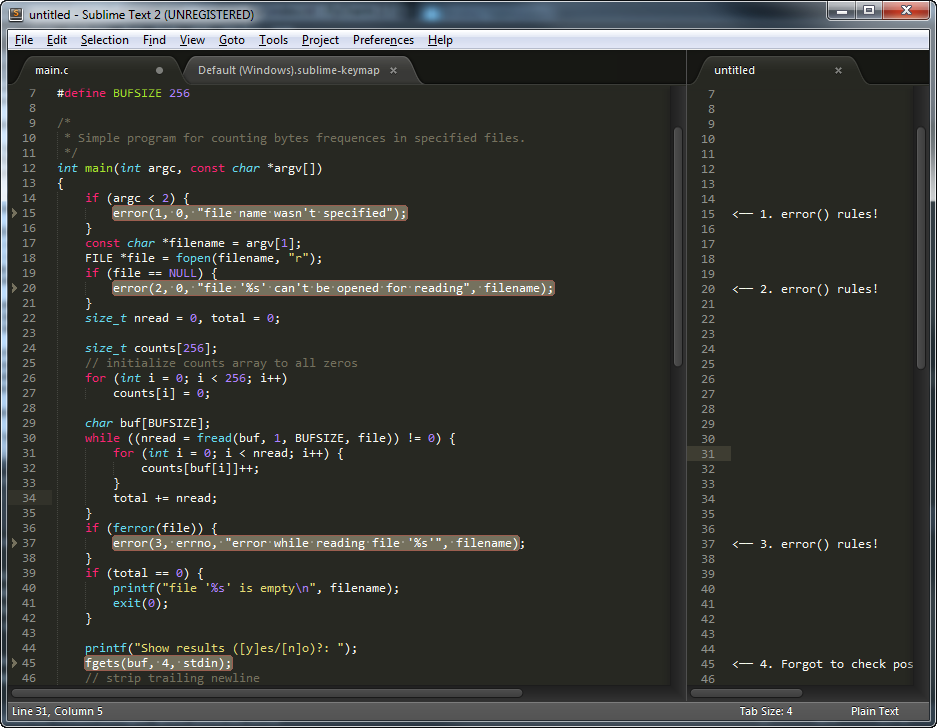 untitled - Sublime Text 2 (UNREGISTERED)
File Edit Selection Find View Goto Tools Project Preferences Help
main.c
Default (Windows).sublime-keymap
7 #define BUFSIZE 256
8
9 /*
10 * Simple program for counting bytes frequences in specified files.
11 */
12 int main(int argc, const char *argv[])
13 {
14 if (argc < 2) {
15 error(1, 0, "file name wasn't specified");
16 }
17 const char *filename = argv[1];
18 FILE *file = fopen(filename, "r");
19 if (file == NULL) {
20 error(2, 0, "file '%s' can't be opened for reading", filename);
21 }
22 size_t nread = 0, total = 0;
23
24 size_t counts[256];
25 // initialize counts array to all zeros
26 for (int i = 0; i < 256; i++)
27 counts[i] = 0;
28
29 char buf[BUFSIZE];
30 while ((nread = fread(buf, 1, BUFSIZE, file)) != 0) {
31 for (int i = 0; i < nread; i++) {
32 counts[buf[i]]++;
33 }
34 total += nread;
35 }
36 if (ferror(file)) {
37 error(3, errno, "error while reading file '%s'", filename);
38 }
39 if (total == 0) {
40 printf("file '%s' is empty\n", filename);
41 exit(0);
42 }
43
44 printf("Show results ([y]es/[n]o)?: ");
45 fgets(buf, 4, stdin);
46 // strip trailing newline
untitled
7
8
9
10
11
12
13
14
15 <-- 1. error() rules!
16
17
18
19
20 <-- 2. error() rules!
21
22
23
24
25
26
27
28
29
30
31
32
33
34
35
36
37 <-- 3. error() rules!
38
39
40
41
42
43
44
45 <-- 4. Forgot to check pos
46
Line 31, Column 5
Tab Size: 4
Plain Text